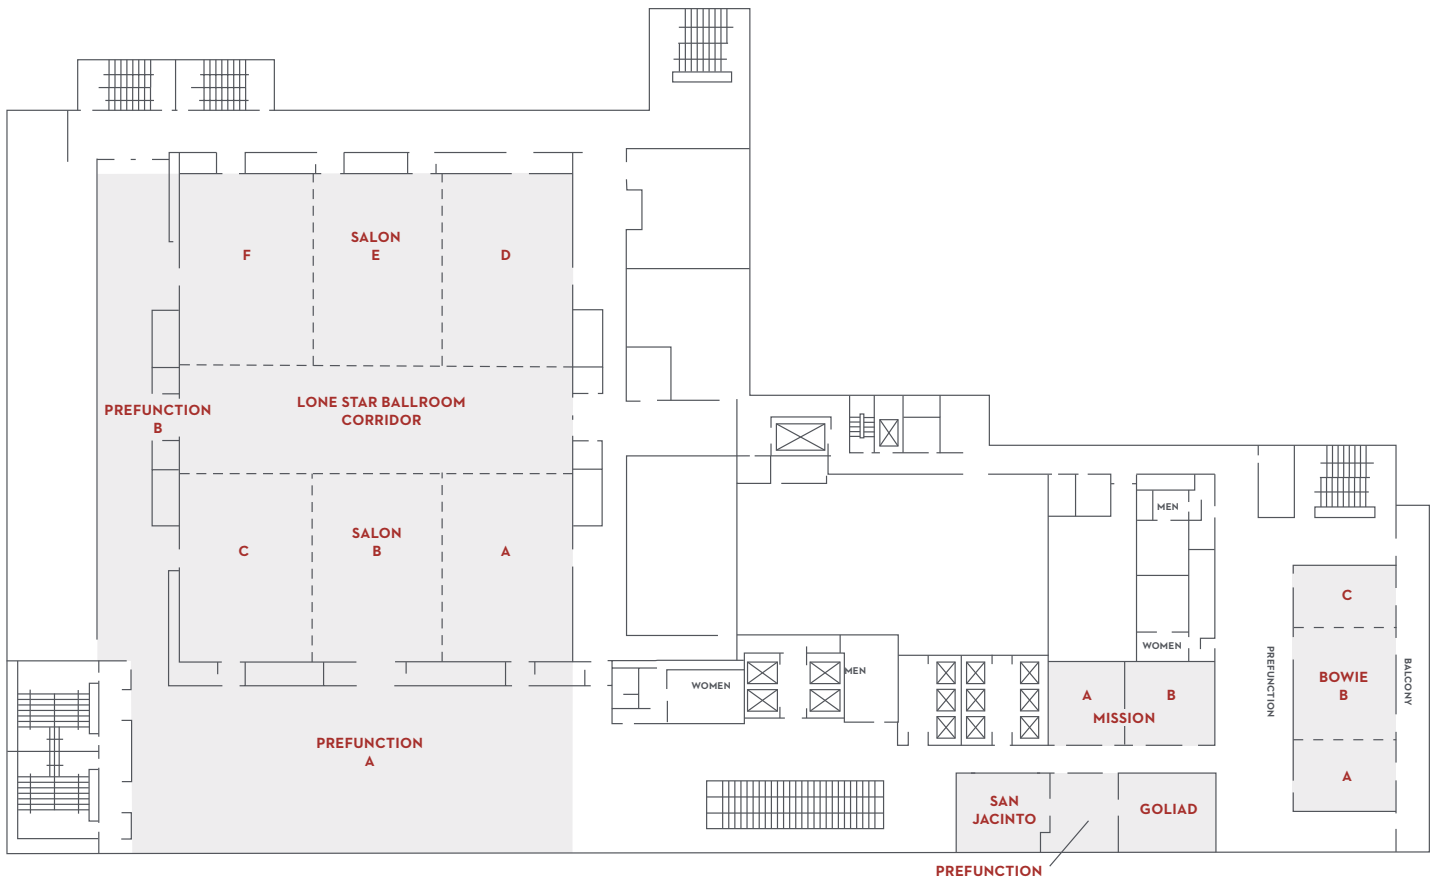 F
SALON
E
D
PREFUNCTION
B
LONE STAR BALLROOM
CORRIDOR
C
SALON
B
A
PREFUNCTION
A
WOMEN
MEN
MEN
WOMEN
A
B
MISSION
SAN
JACINTO
GOLIAD
PREFUNCTION
PREFUNCTION
C
BOWIE
B
A
BALCONY